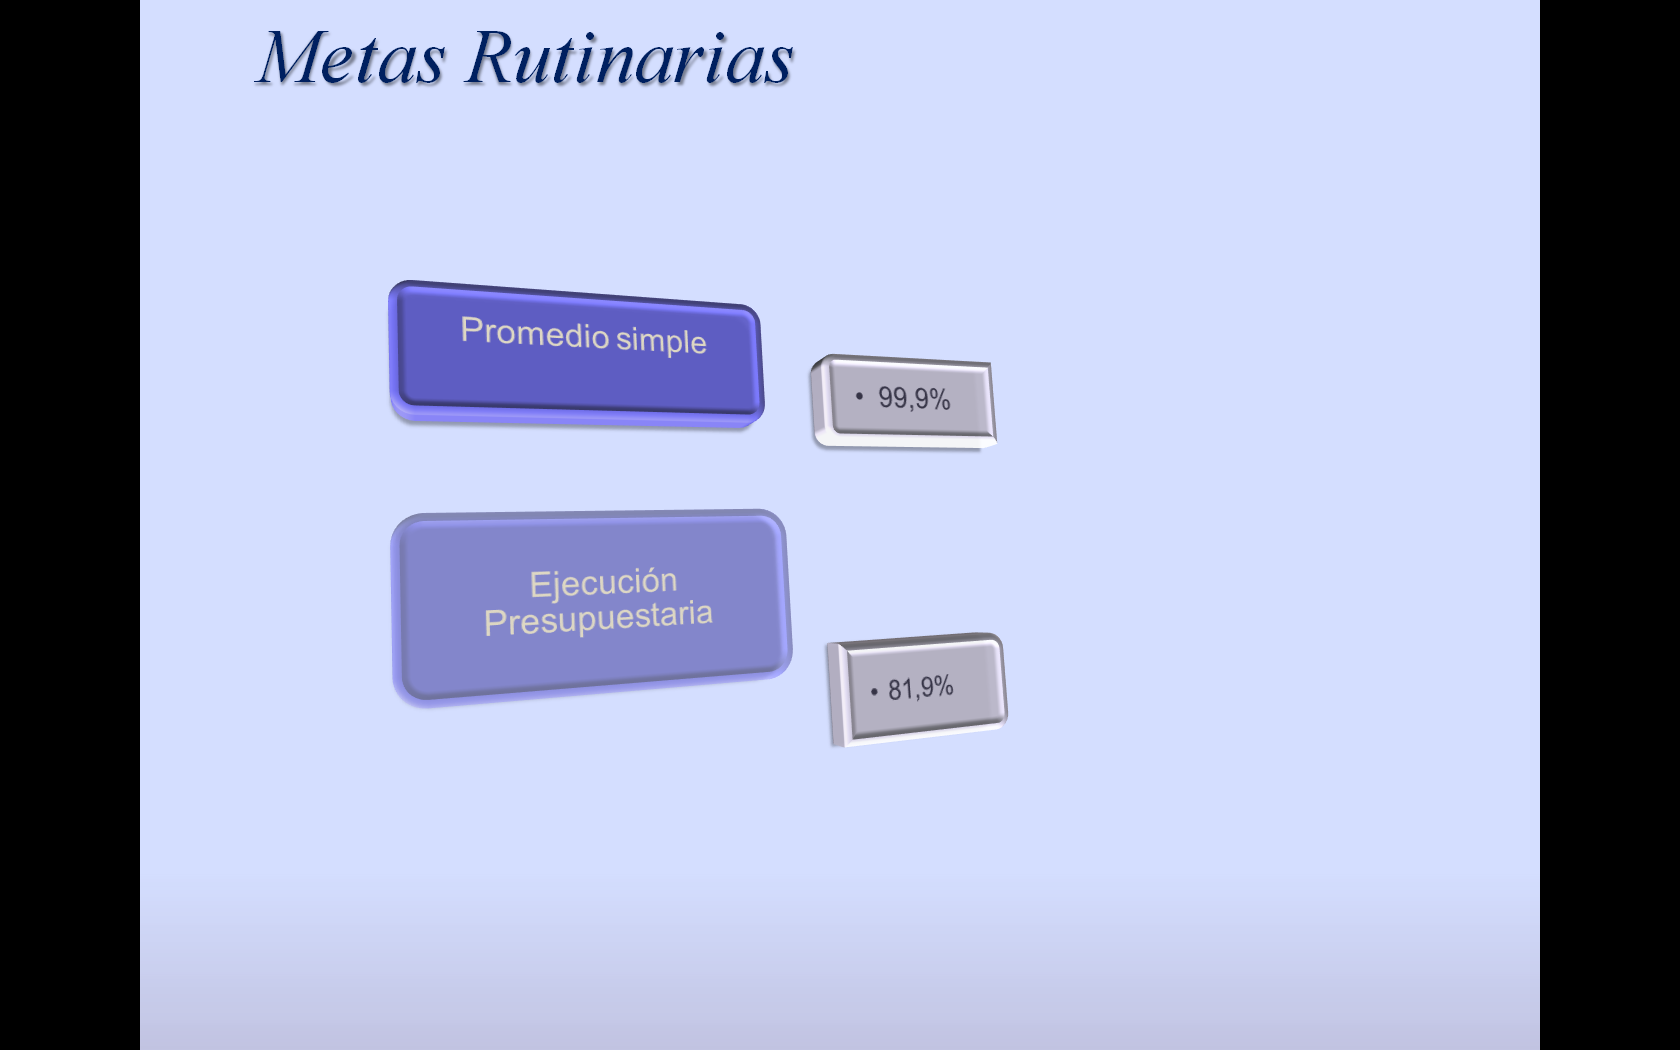 Metas Rutinarias
Promedio simple
• 99,9%
Ejecución
Presupuestaria
• 81,9%